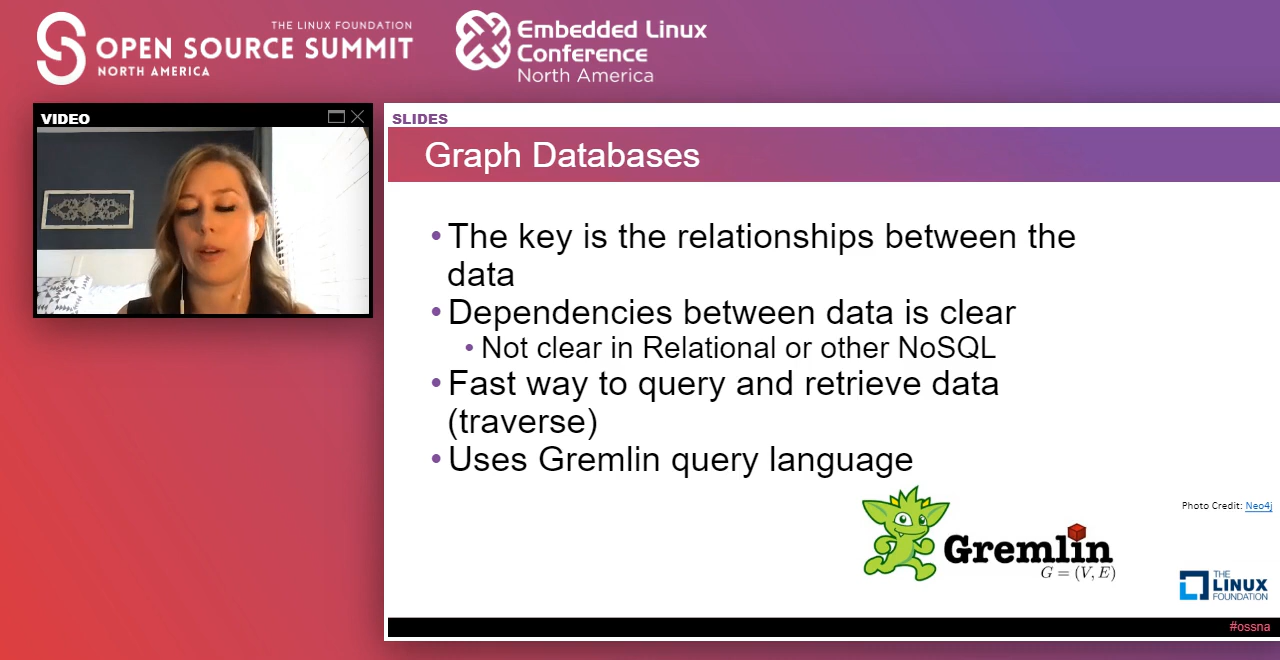 THE LINUX FOUNDATION
OPEN SOURCE SUMMIT
NORTH AMERICA
Embedded Linux
Conference
North America
VIDEO
SLIDES
Graph Databases
• The key is the relationships between the
data
• Dependencies between data is clear
• Not clear in Relational or other NoSQL
• Fast way to query and retrieve data
(traverse)
• Uses Gremlin query language
Photo Credit: Neo4j
Gremlin
G = (V, E)
THE
LINUX
FOUNDATION
#ossna